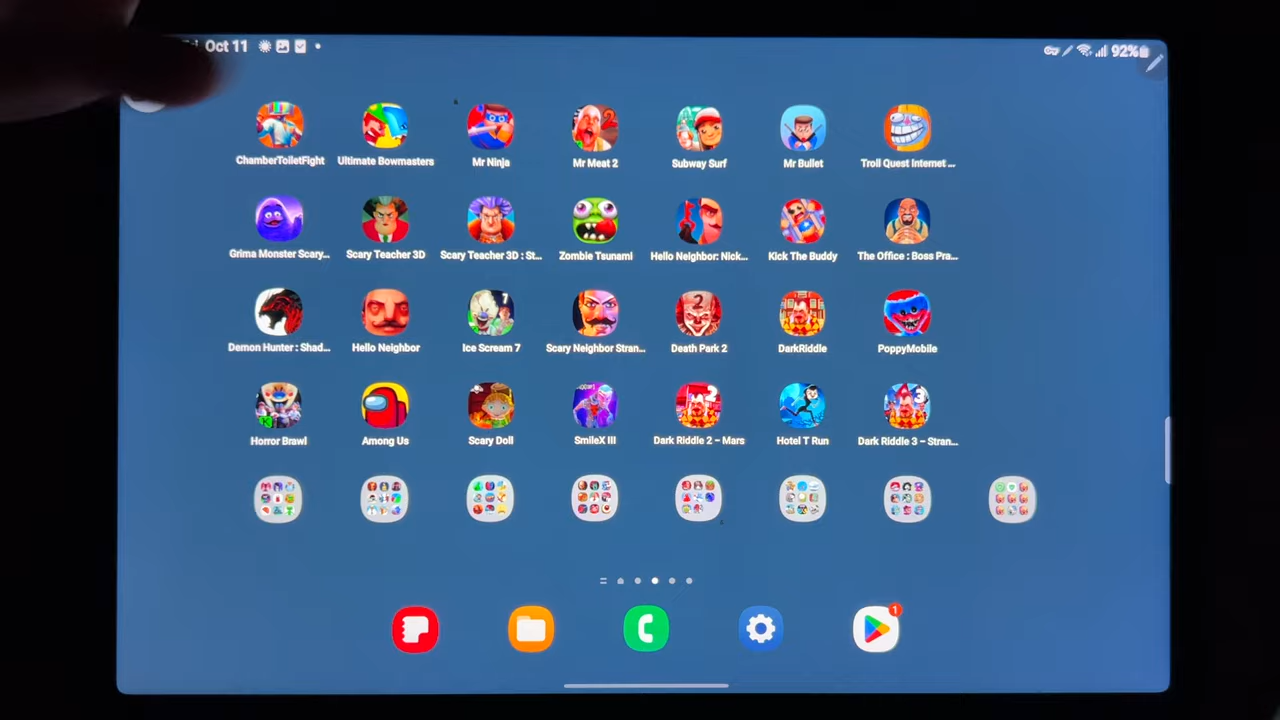 Oct 11
92%
ChamberToiletFight Ultimate Bowmasters Mr Ninja Mr Meat 2 Subway Surf Mr Bullet Troll Quest Internet ...
Grima Monster Scary... Scary Teacher 3D Scary Teacher 3D : St... Zombie Tsunami Hello Neighbor: Nick... Kick The Buddy The Office : Boss Pra...
Demon Hunter : Shad... Hello Neighbor Ice Scream 7 Scary Neighbor Stran... Death Park 2 DarkRiddle PoppyMobile
Horror Brawl Among Us Scary Doll SmileX III Dark Riddle 2 – Mars Hotel T Run Dark Riddle 3 – Stran...
1